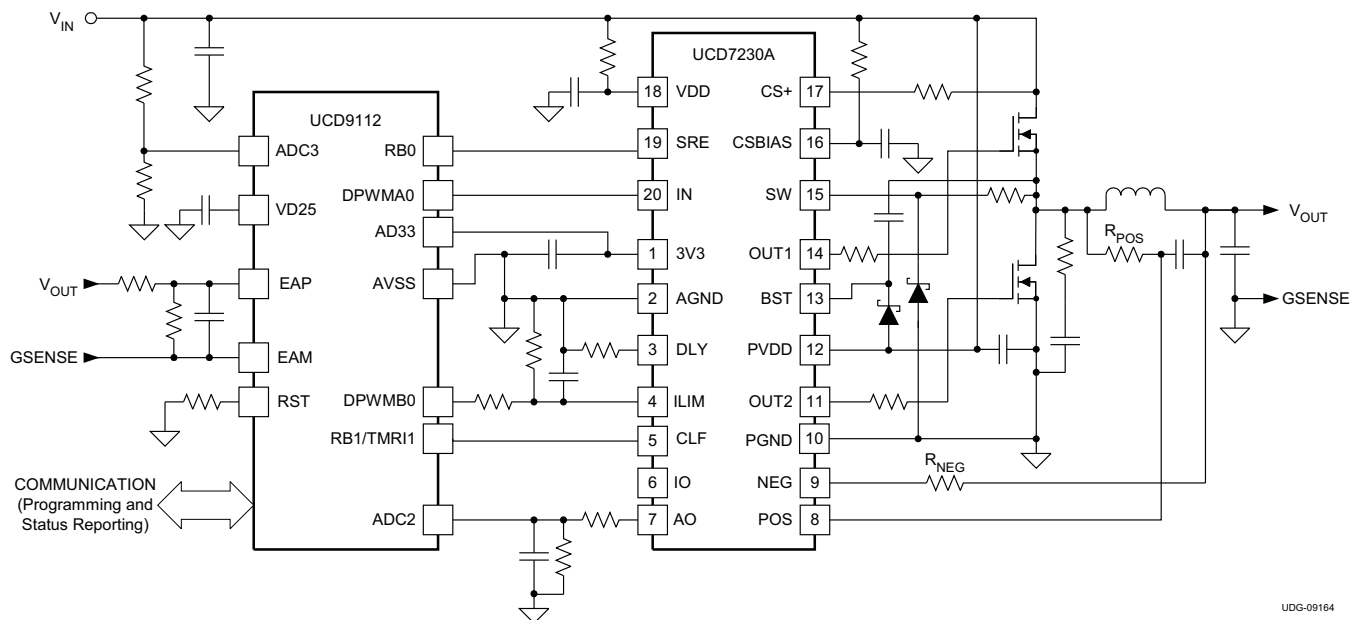 VIN
UCD7230A
UCD9112
ADC3
VD25
VOUT
EAP
GSENSE
EAM
RST
COMMUNICATION
(Programming and
Status Reporting)
RB0
DPWMA0
AD33
AVSS
DPWMB0
RB1/TMRI1
ADC2
18 VDD
19 SRE
20 IN
1 3V3
2 AGND
3 DLY
4 ILIM
5 CLF
6 IO
7 AO
CS+ 17
CSBIAS 16
SW 15
OUT1 14
BST 13
PVDD 12
OUT2 11
PGND 10
NEG 9
POS 8
RNEG
RPOS
VOUT
GSENSE
UDG-09164